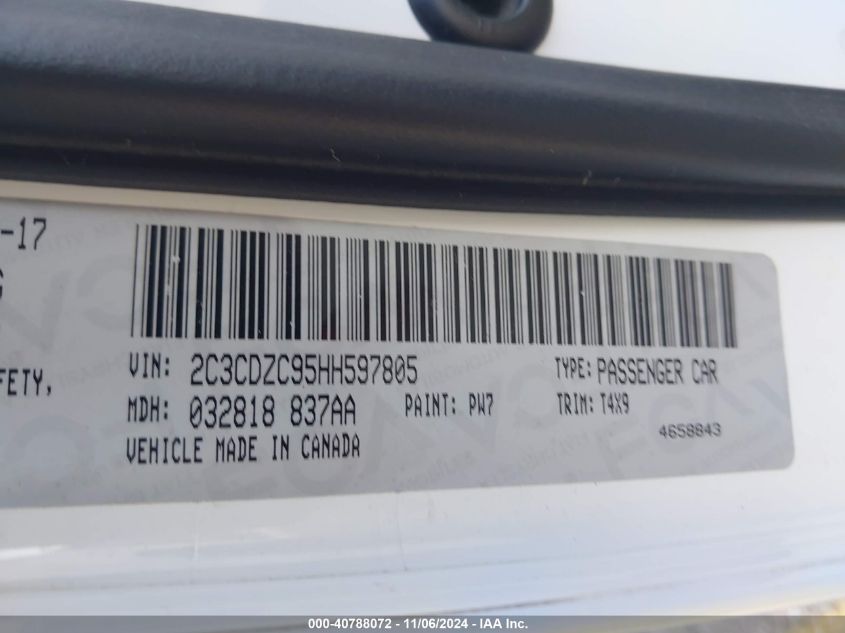 -17
G
FETY,
VIN: 2C3CDZC95HH597805
TYPE: PASSENGER CAR
MDH: 032818 837AA
PAINT: PW7
TRIM: T4X9
VEHICLE MADE IN CANADA
4658843
000-40788072 - 11/06/2024 - IAA Inc.